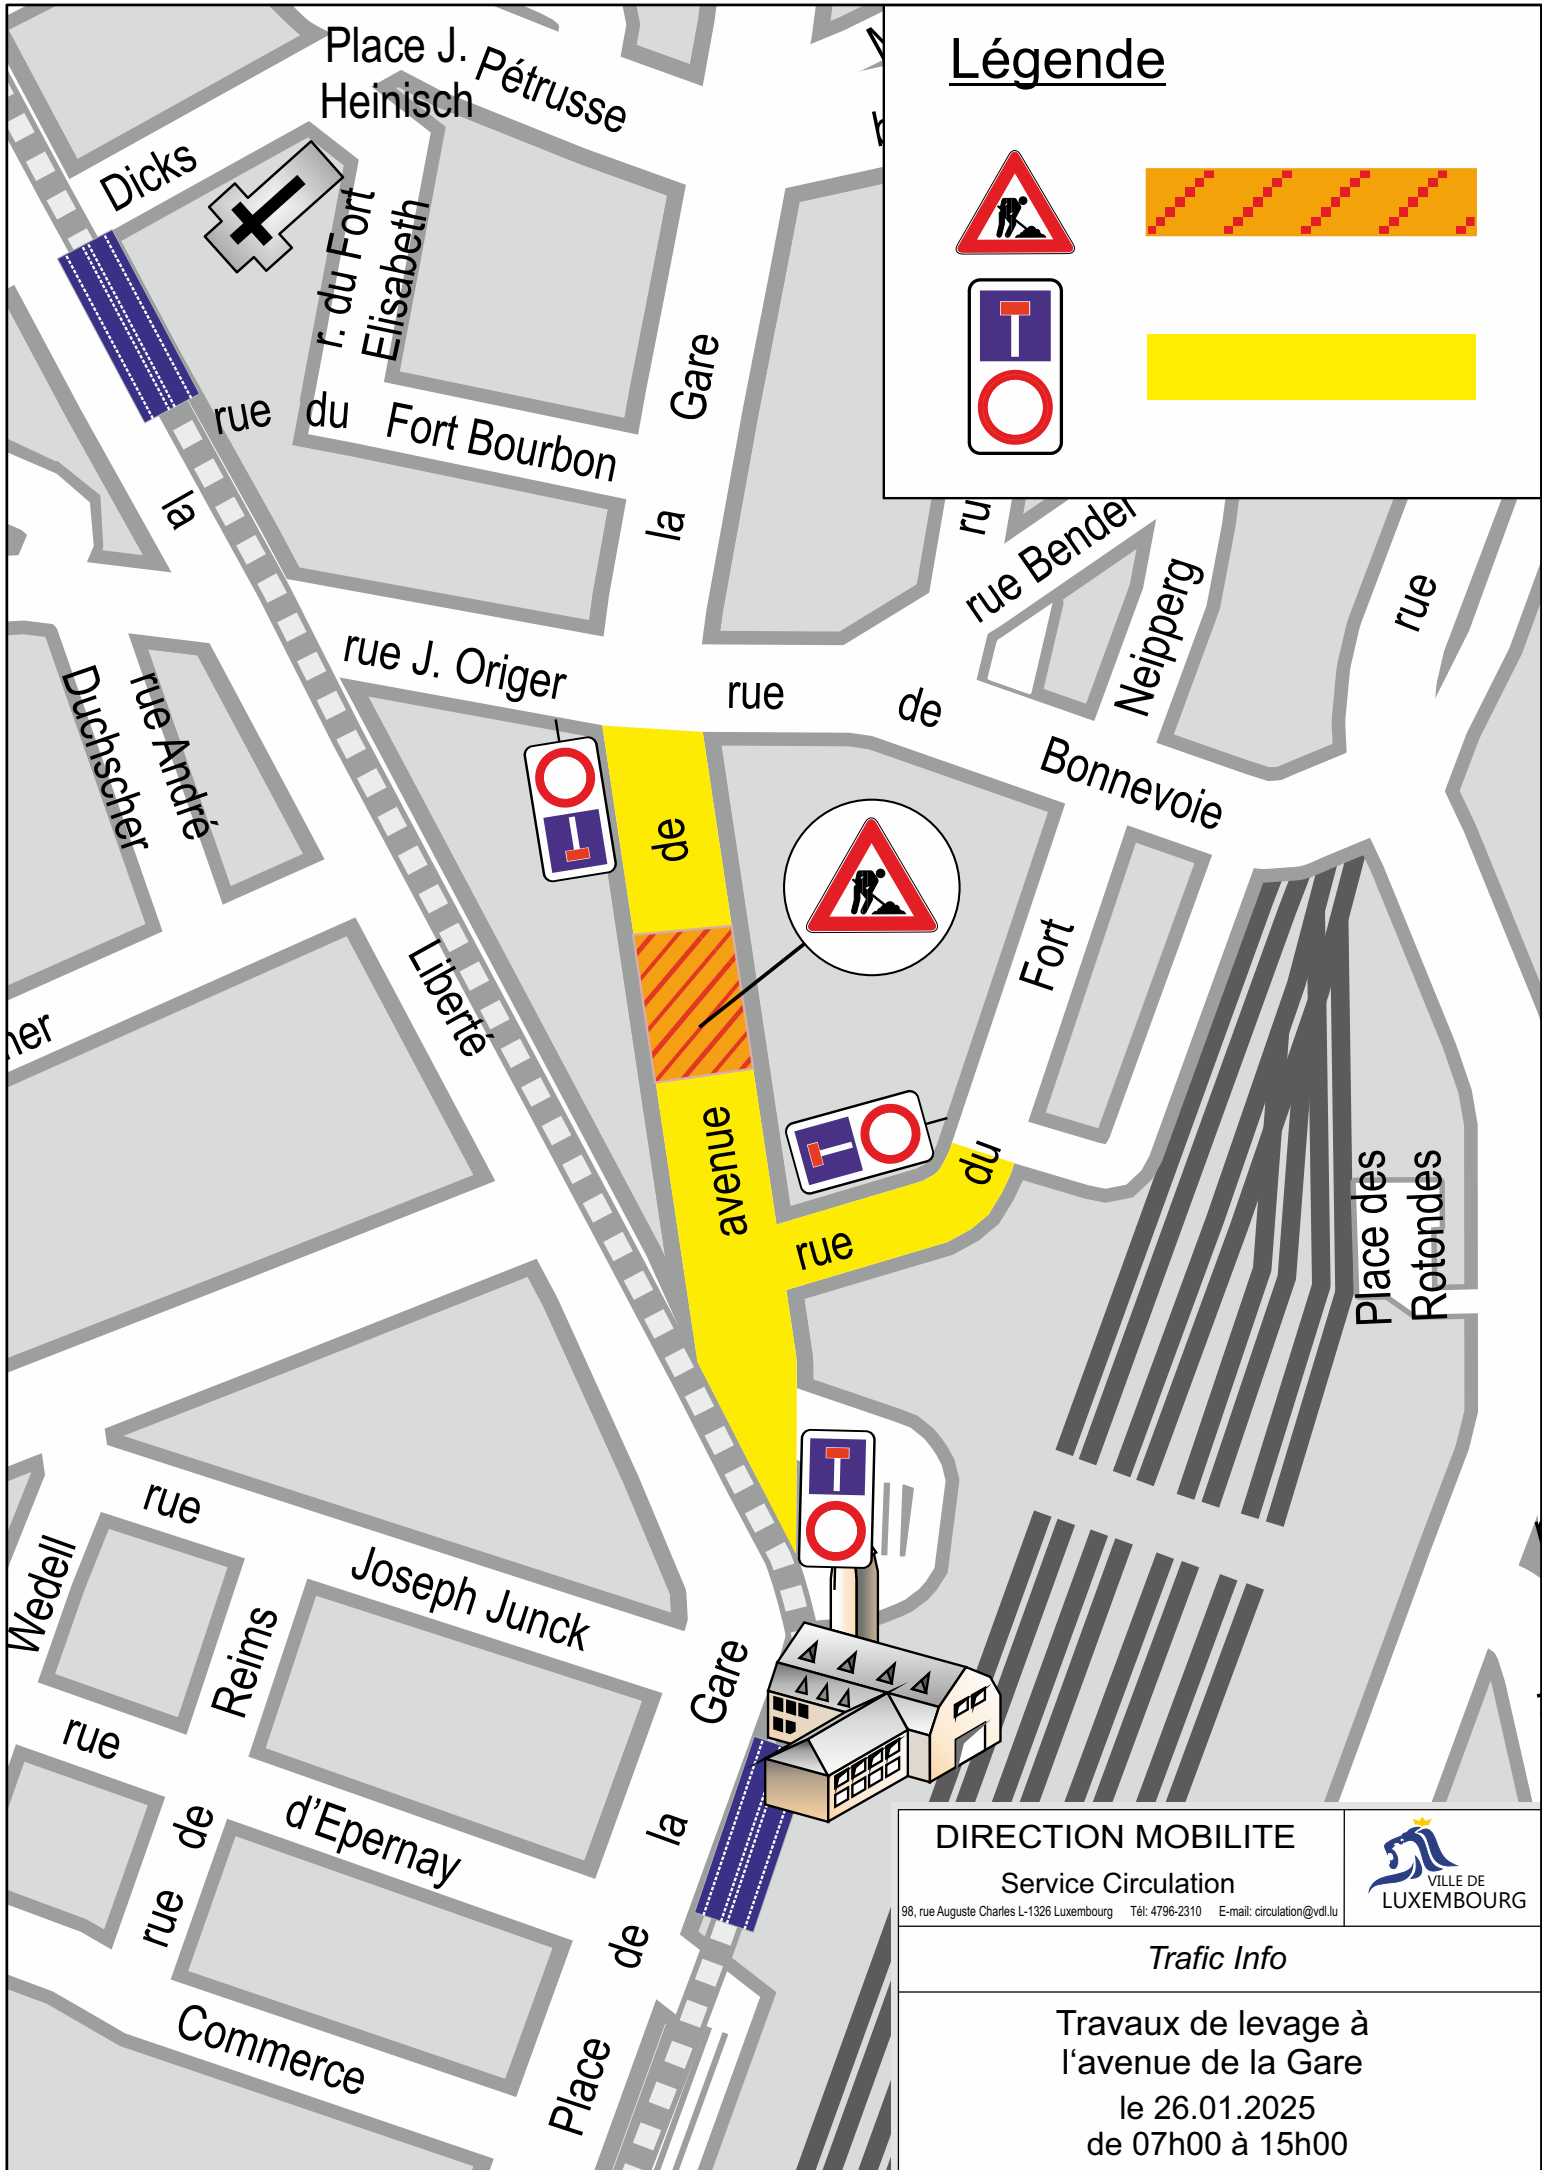 Place J.
Heinisch
Pétrusse
Légende
Dicks
r. du Fort
Elisabeth
Gare
rue du Fort Bourbon
la
la
rue Bender
Neipperg
rue
rue J. Origer
rue de Bonnevoie
rue André
Duchscher
de
Fort
Liberté
avenue
du
rue
Place des
Rotondes
rue
Joseph Junck
Wedell
Reims
Gare
rue
d'Epernay
de
la
rue
de
Commerce
Place
DIRECTION MOBILITE
Service Circulation
98, rue Auguste Charles L-1326 Luxembourg Tél: 4796-2310 E-mail: circulation@vdl.lu
VILLE DE
LUXEMBOURG
Trafic Info
Travaux de levage à
l‘avenue de la Gare
le 26.01.2025
de 07h00 à 15h00